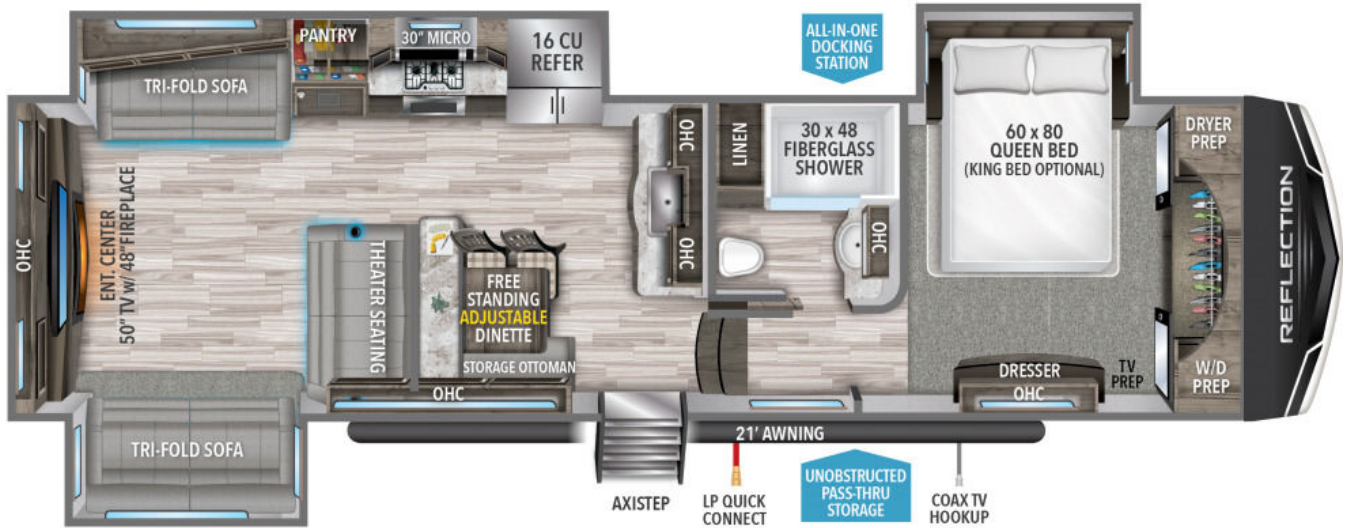 OHC
ENT. CENTER
50" TV w/ 48"FIREPLACE
TRI-FOLD SOFA
PANTRY
30" MICRO
16 CU
REFER
TRI-FOLD SOFA
THEATER SEATING
FREE
STANDING
ADJUSTABLE
DINETTE
STORAGE OTTOMAN
OHC
OHC
OHC
LINEN
30 x 48
FIBERGLASS
SHOWER
OHC
ALL-IN-ONE
DOCKING
STATION
60 x 80
QUEEN BED
(KING BED OPTIONAL)
DRYER
PREP
DRESSER
OHC
TV
PREP
W/D
PREP
REFLECTION
21' AWNING
AXISTEP
LP QUICK
CONNECT
UNOBSTRUCTED
PASS-THRU
STORAGE
COAX TV
HOOKUP